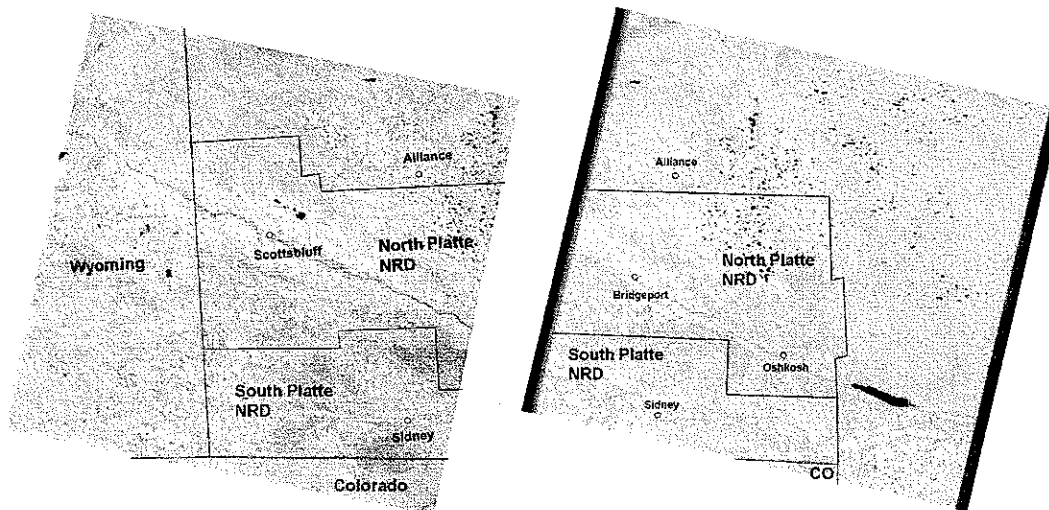 Alliance
Scottsbluff
Wyoming
North Platte
NRD
South Platte
NRD
Sidney
Colorado
Alliance
North Platte
NRD
Bridgeport
South Platte
NRD
Oshkosh
Sidney
CO